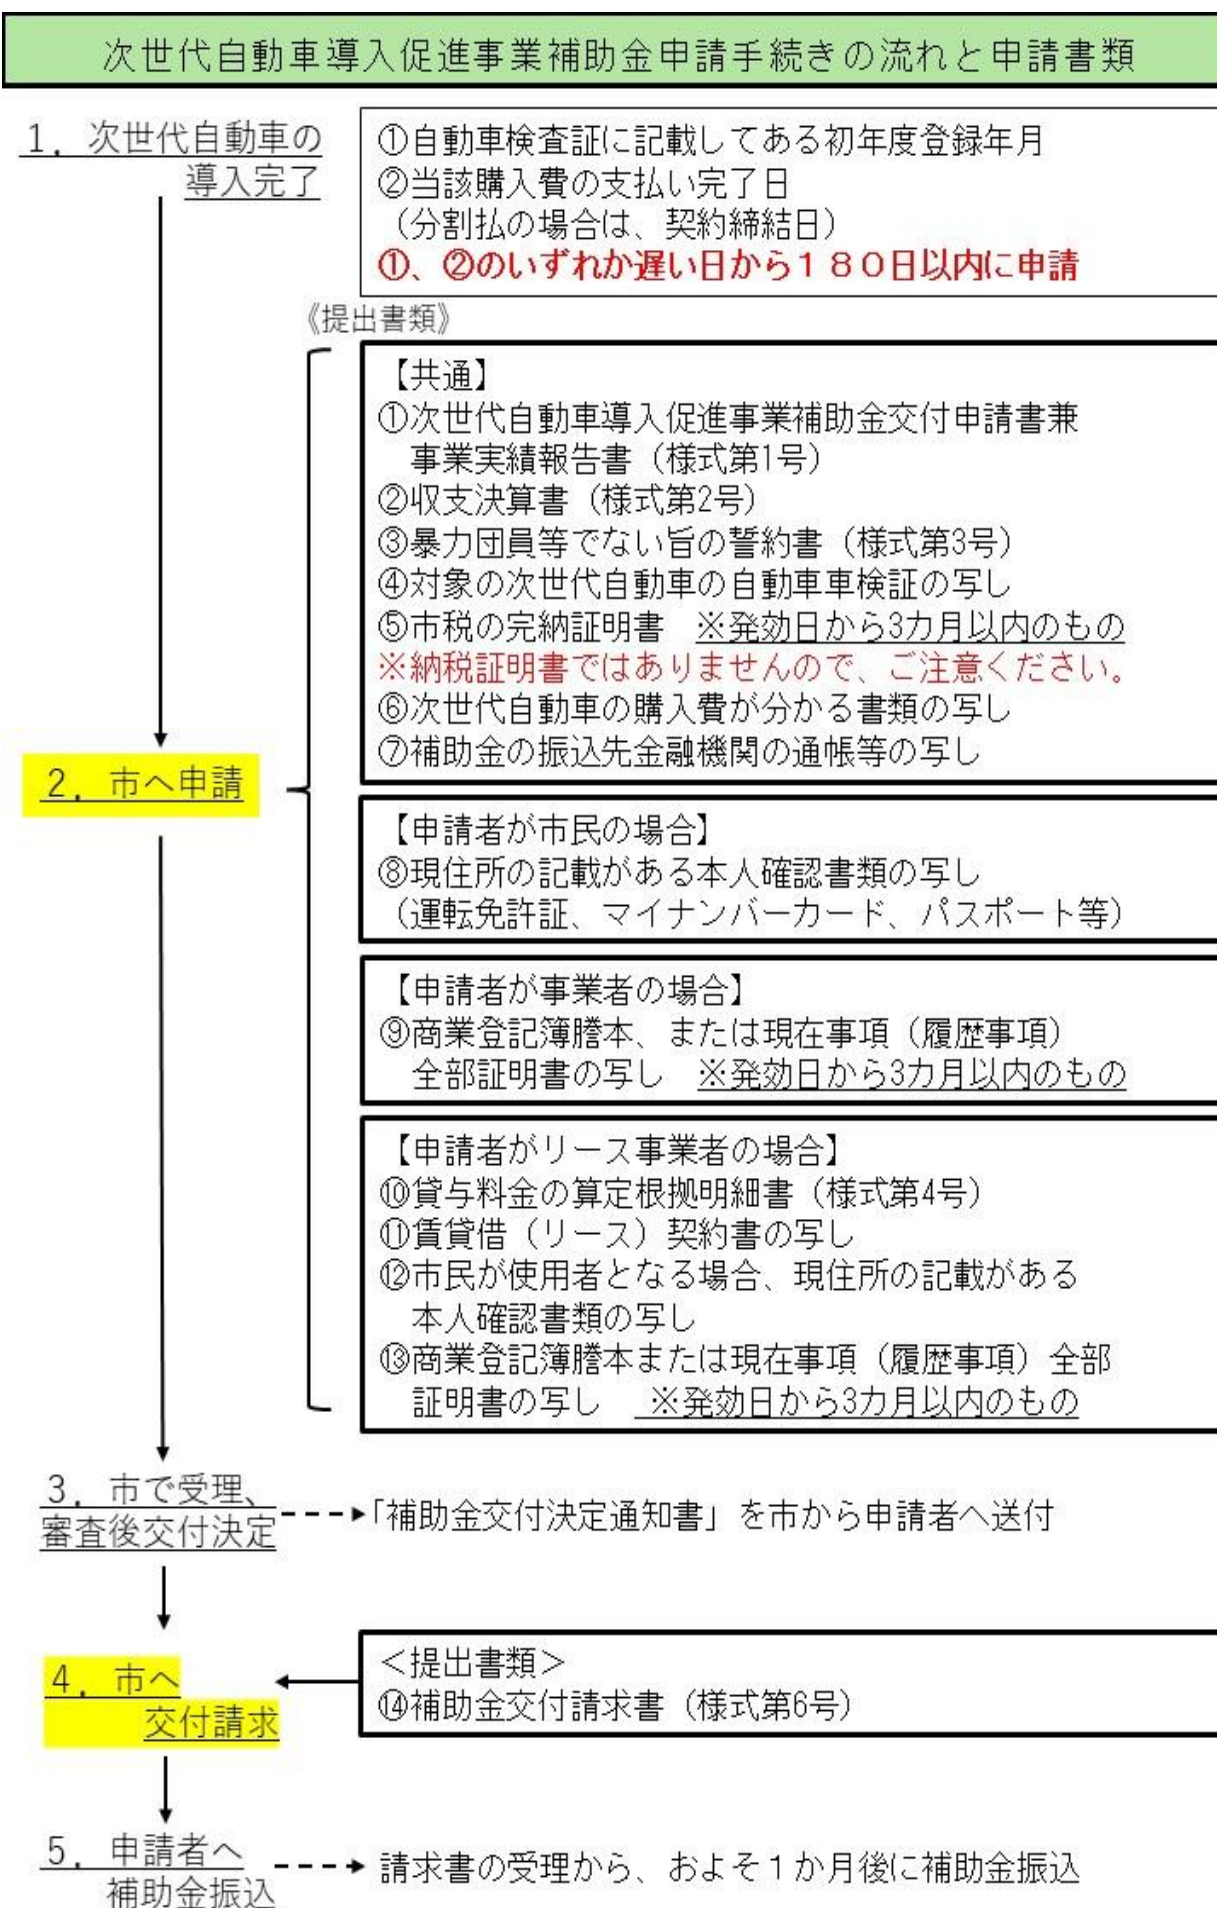 次世代自動車導入促進事業補助金申請手続きの流れと申請書類
1．次世代自動車の
導入完了
①自動車検査証に記載してある初年度登録年月
②当該購入費の支払い完了日
（分割払の場合は、契約締結日）
①、②のいずれか遅い日から１８０日以内に申請
《提出書類》
【共通】
①次世代自動車導入促進事業補助金交付申請書兼
事業実績報告書（様式第1号）
②収支決算書（様式第2号）
③暴力団員等でない旨の誓約書（様式第3号）
④対象の次世代自動車の自動車車検証の写し
⑤市税の完納証明書　※発効日から3カ月以内のもの
※納税証明書ではありませんので、ご注意ください。
⑥次世代自動車の購入費が分かる書類の写し
⑦補助金の振込先金融機関の通帳等の写し
2．市へ申請
【申請者が市民の場合】
⑧現住所の記載がある本人確認書類の写し
（運転免許証、マイナンバーカード、パスポート等）
【申請者が事業者の場合】
⑨商業登記簿謄本、または現在事項（履歴事項）
全部証明書の写し　※発効日から3カ月以内のもの
【申請者がリース事業者の場合】
⑩貸与料金の算定根拠明細書（様式第4号）
⑪賃貸借（リース）契約書の写し
⑫市民が使用者となる場合、現住所の記載がある
本人確認書類の写し
⑬商業登記簿謄本または現在事項（履歴事項）全部
証明書の写し　※発効日から3カ月以内のもの
3．市で受理、
審査後交付決定
「補助金交付決定通知書」を市から申請者へ送付
4．市へ
交付請求
＜提出書類＞
⑭補助金交付請求書（様式第6号）
5．申請者へ
補助金振込
請求書の受理から、およそ１か月後に補助金振込